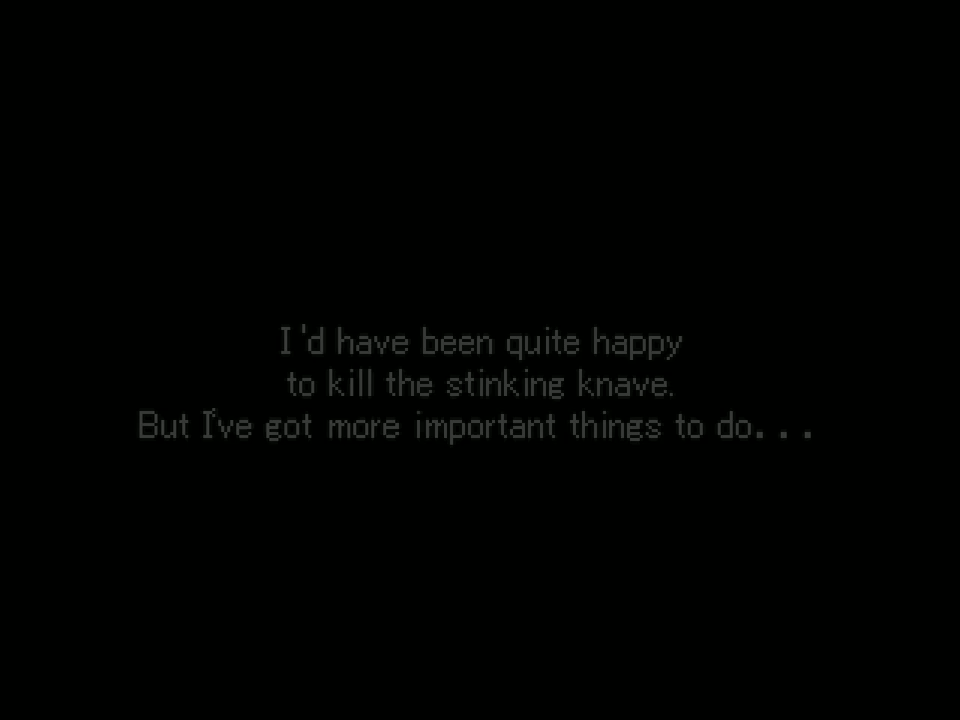 I'd have been quite happy
to kill the stinking knave.
But I've got more important things to do...